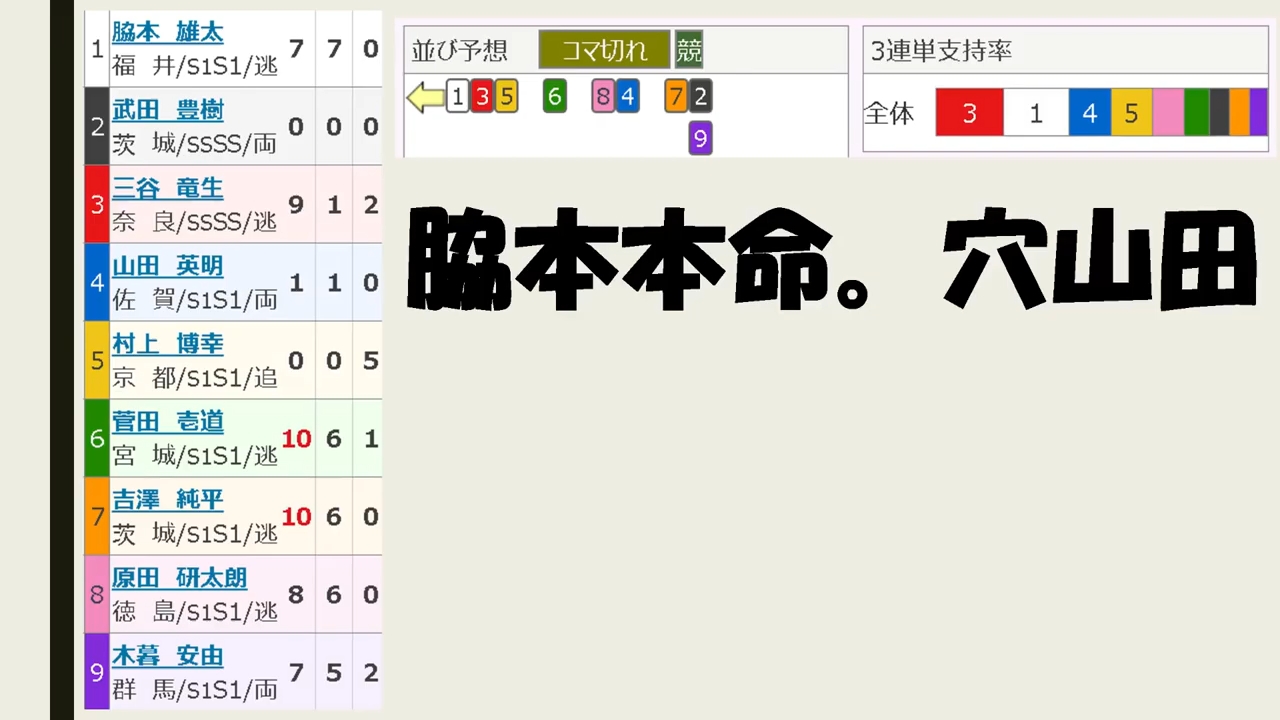 1 脇本 雄太 7 7 0
福 井/S1S1/逃
2 武田 豊樹 0 0 0
茨 城/SSSS/両
3 三谷 竜生 9 1 2
奈 良/SSSS/逃
4 山田 英明 1 1 0
佐 賀/S1S1/両
5 村上 博幸 0 0 5
京 都/S1S1/追
6 菅田 壱道 10 6 1
宮 城/S1S1/逃
7 吉澤 純平 10 6 0
茨 城/S1S1/逃
8 原田 研太朗 8 6 0
徳 島/S1S1/逃
9 木暮 安由 7 5 2
群 馬/S1S1/両
並び予想 コマ切れ 競
1 3 5 6 8 4 7 2
9
3連単支持率
全体 3 1 4 5
脇本本命。穴山田